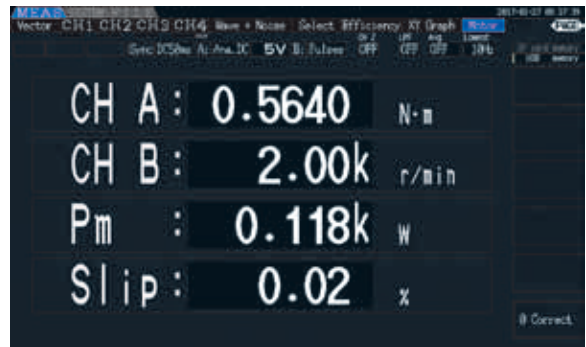 MEAS
Vector CH1 CH2 CH3 CH4 Wave + Noise Select Efficiency XY Graph Motor PAGE
Sync DC50ms A: Ana.DC 5V B: Pulses OFF OFF OFF 10Hz
CH A: 0.5640 N·m
CH B: 2.00k r/min
Pm : 0.118k W
Slip: 0.02 %
θ Correct